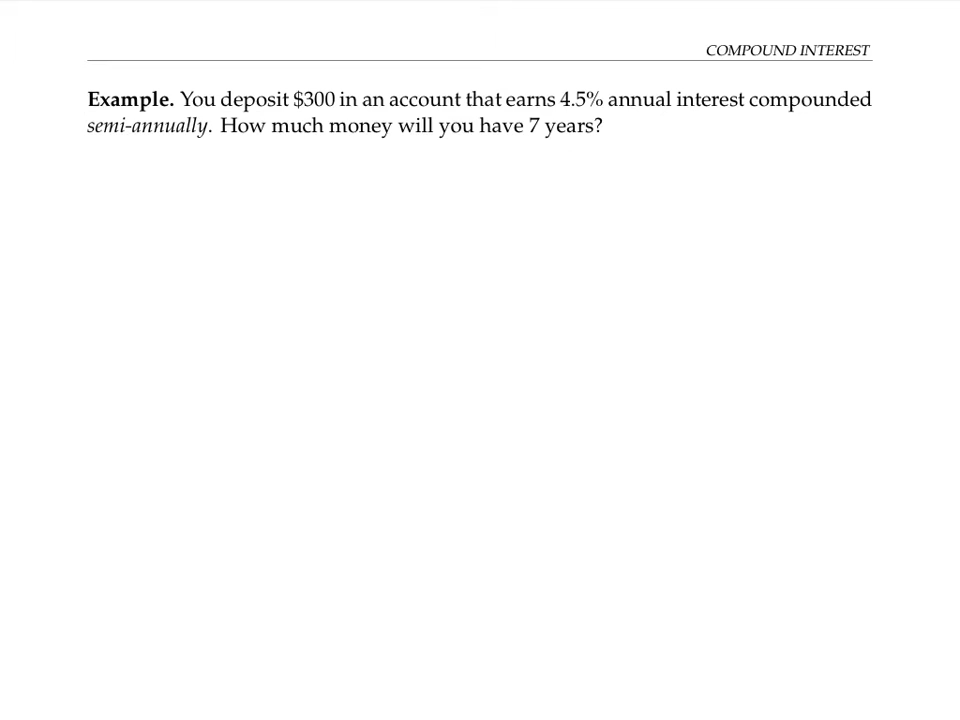 COMPOUND INTEREST
Example. You deposit $300 in an account that earns 4.5% annual interest compounded
semi-annually. How much money will you have 7 years?